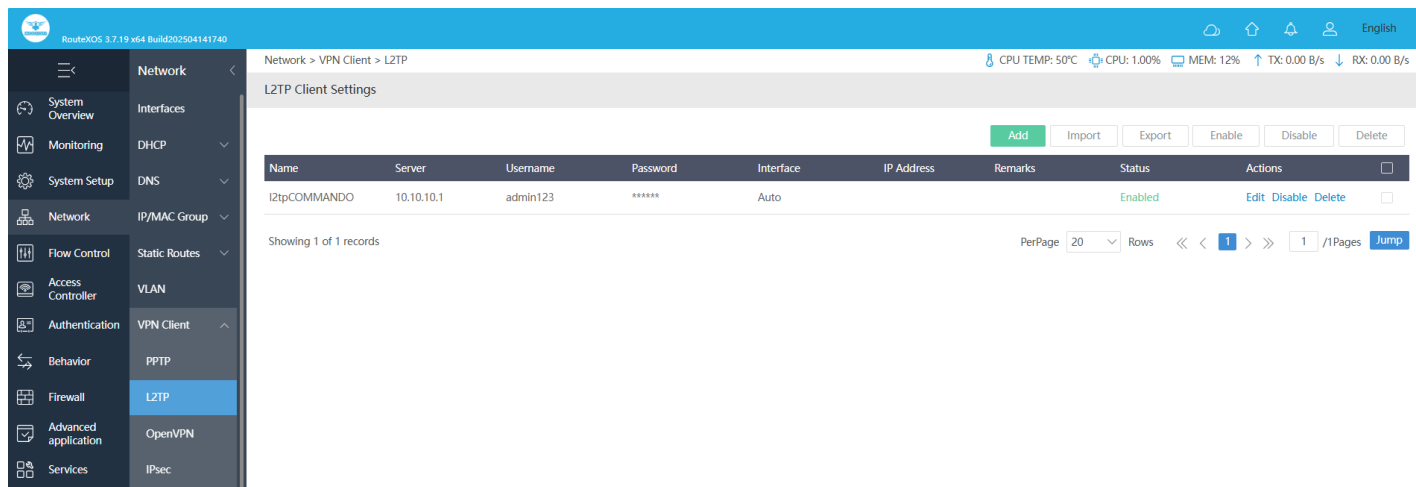 RouteXOS 3.7.19 x64 Build202504141740
English
Network > VPN Client > L2TP
CPU TEMP: 50°C CPU: 1.00% MEM: 12% TX: 0.00 B/s RX: 0.00 B/s
L2TP Client Settings
Add Import Export Enable Disable Delete
Name Server Username Password Interface IP Address Remarks Status Actions
l2tpCOMMANDO 10.10.10.1 admin123 ****** Auto Enabled Edit Disable Delete
Showing 1 of 1 records
PerPage 20 Rows << < 1 > >> 1 /1Pages Jump
System
Overview
Monitoring
System Setup
Network
Flow Control
Access
Controller
Authentication
Behavior
Firewall
Advanced
application
Services
Network <
Interfaces
DHCP
DNS
IP/MAC Group
Static Routes
VLAN
VPN Client
PPTP
L2TP
OpenVPN
IPsec